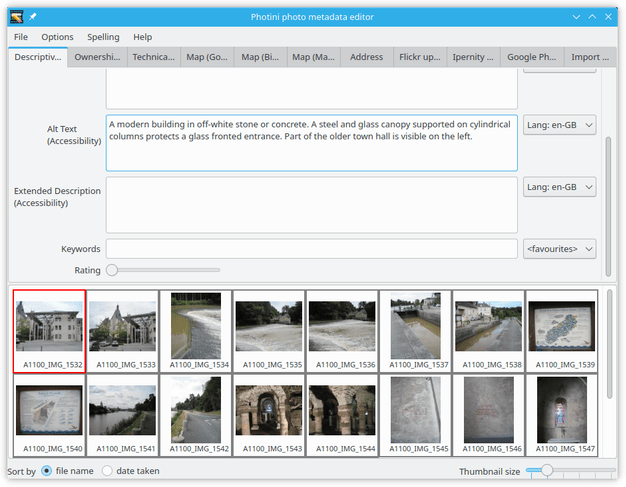 Photini photo metadata editor
File Options Spelling Help
Descriptiv... Ownershi... Technica... Map (Go... Map (Bi... Map (Ma... Address Flickr up... Ipernity ... Google Ph... Import ...
Alt Text
(Accessibility)
A modern building in off-white stone or concrete. A steel and glass canopy supported on cylindrical
columns protects a glass fronted entrance. Part of the older town hall is visible on the left.
Lang: en-GB
Extended Description
(Accessibility)
Lang: en-GB
Keywords
<favourites>
Rating
A1100_IMG_1532 A1100_IMG_1533 A1100_IMG_1534 A1100_IMG_1535 A1100_IMG_1536 A1100_IMG_1537 A1100_IMG_1538 A1100_IMG_1539
A1100_IMG_1540 A1100_IMG_1541 A1100_IMG_1542 A1100_IMG_1543 A1100_IMG_1544 A1100_IMG_1545 A1100_IMG_1546 A1100_IMG_1547
Sort by file name date taken Thumbnail size